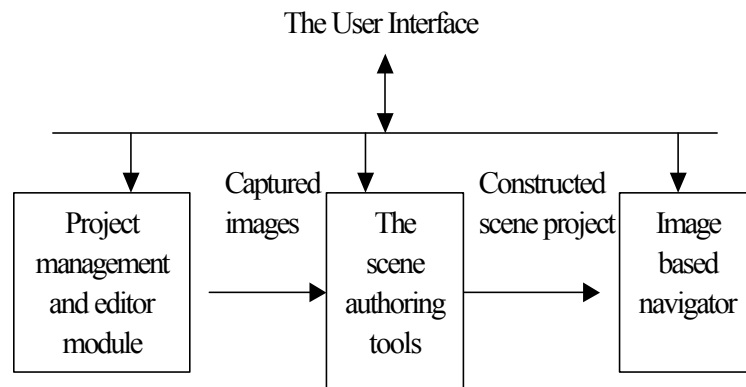 The User Interface
Captured
images
Constructed
scene project
Project
management
and editor
module
The
scene
authoring
tools
Image
based
navigator